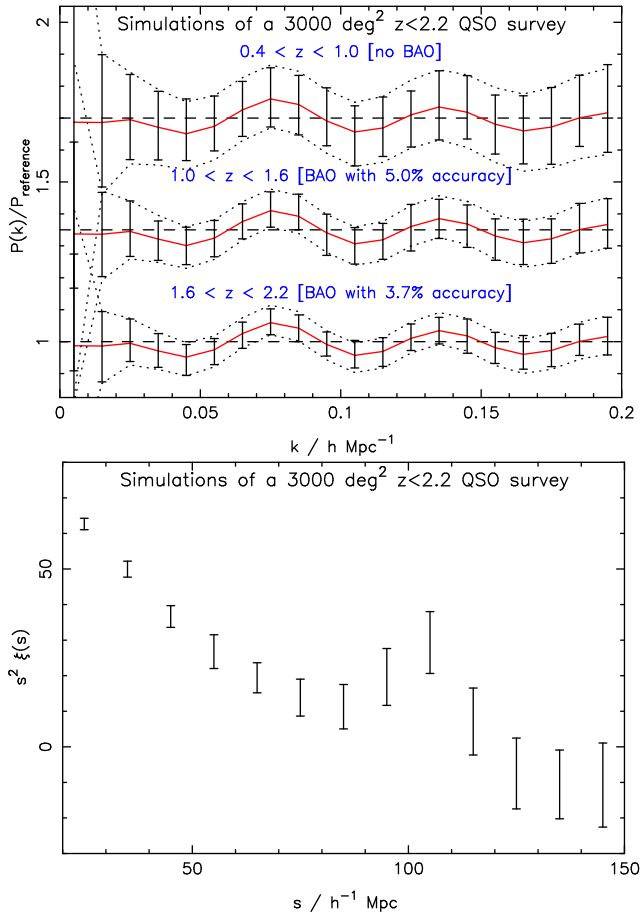 Simulations of a 3000 deg² z<2.2 QSO survey
0.4 < z < 1.0 [no BAO]
1.0 < z < 1.6 [BAO with 5.0% accuracy]
1.6 < z < 2.2 [BAO with 3.7% accuracy]
P(k)/P_reference
2
1.5
1
0
0.05
0.1
0.15
0.2
k / h Mpc⁻¹
Simulations of a 3000 deg² z<2.2 QSO survey
s² ξ(s)
50
0
50
100
150
s / h⁻¹ Mpc